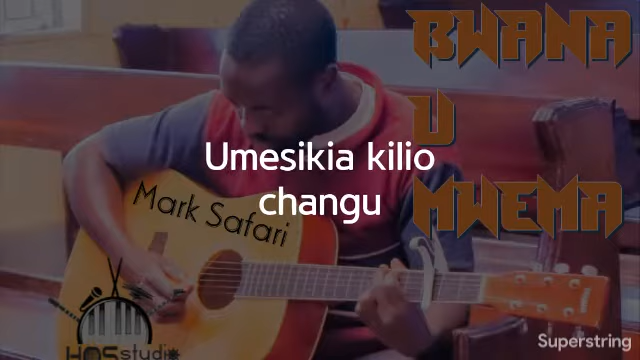 BWANA
U
MWEMA
Umesikia kilio
changu
Mark Safari
HOS studio
Superstring